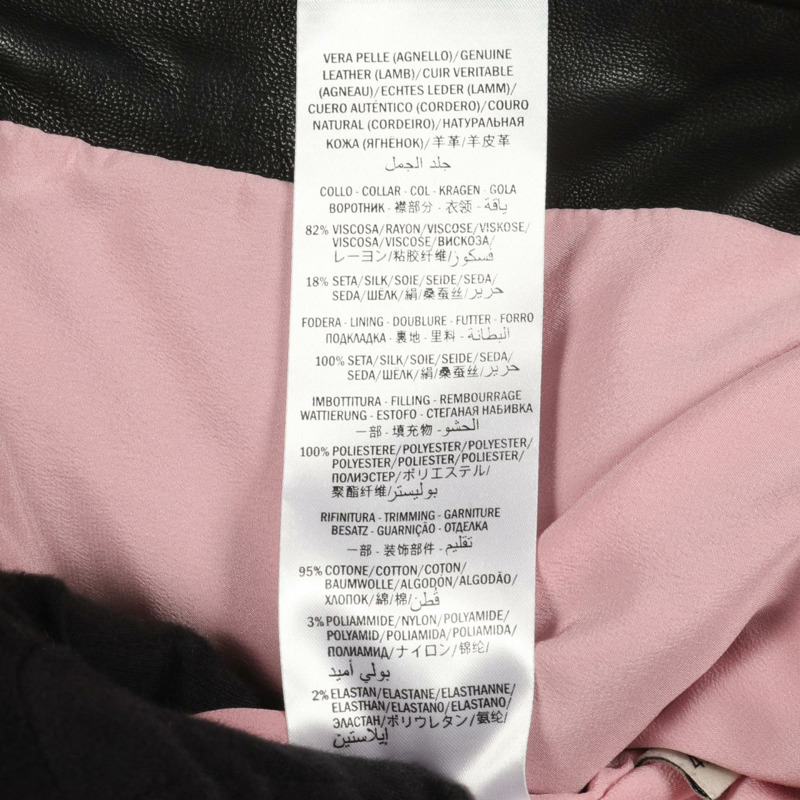 VERA PELLE (AGNELLO)/GENUINE
LEATHER (LAMB)/CUIR VERITABLE
(AGNEAU)/ECHTES LEDER (LAMM)/
CUERO AUTÉNTICO (CORDERO)/COURO
NATURAL (CORDEIRO)/НАТУРАЛЬНАЯ
КОЖА (ЯГНЁНОК)/羊革/羊皮革
جلد الجمل
COLLO - COLLAR - COL - KRAGEN - GOLA
ВОРОТНИК - 襟部分 - 衣领 - ياقة
82% VISCOSA/RAYON/VISCOSE/VISKOSE/
VISCOSA/VISCOSE/ВИСКОЗА/
レーヨン/粘胶纤维/فسكوز
18% SETA/SILK/SOIE/SEIDE/SEDA/
SEDA/ШЁЛК/絹/桑蚕丝/حرير
FODERA - LINING - DOUBLURE - FUTTER - FORRO
ПОДКЛАДКА - 裏地 - 里料 - البطانة
100% SETA/SILK/SOIE/SEIDE/SEDA/
SEDA/ШЁЛК/絹/桑蚕丝/حرير
IMBOTTITURA - FILLING - REMBOURRAGE
WATTIERUNG - ESTOFO - СТЕГАНАЯ НАБИВКА
一部 - 填充物 - الحشو
100% POLIESTERE/POLYESTER/POLYESTER/
POLYESTER/POLIESTER/POLIESTER/
ПОЛИЭСТЕР/ポリエステル/
聚酯纤维/بوليستر
RIFINITURA - TRIMMING - GARNITURE
BESATZ - GUARNIÇÃO - ОТДЕЛКА
一部 - 装饰部件 - تقليم
95% COTONE/COTTON/COTON/
BAUMWOLLE/ALGODÓN/ALGODÃO/
ХЛОПОК/綿/棉/قُطن
3% POLIAMMIDE/NYLON/POLYAMIDE/
POLYAMID/POLIAMIDA/POLIAMIDA/
ПОЛИАМИД/ナイロン/锦纶/
بولي أميد
2% ELASTAN/ELASTANE/ELASTHANNE/
ELASTHAN/ELASTANO/ELASTANO/
ЭЛАСТАН/ポリウレタン/氨纶/
إيلاستين
4